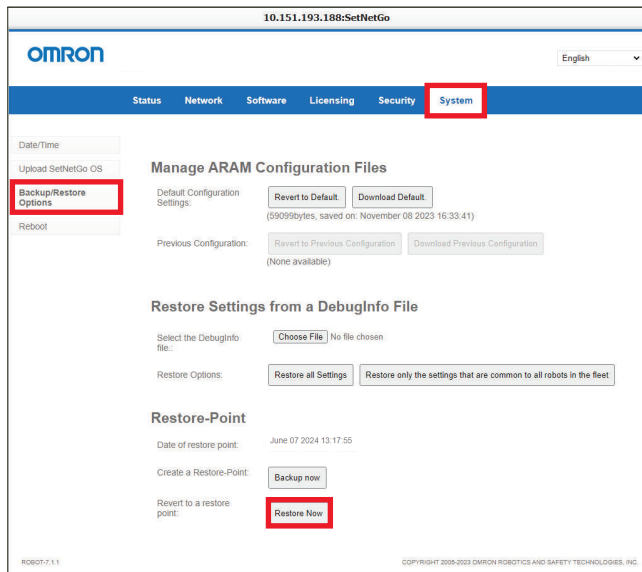 10.151.193.188:SetNetGo
OMRON
English
Status Network Software Licensing Security System
Date/Time
Upload SetNetGo OS
Backup/Restore
Options
Reboot
Manage ARAM Configuration Files
Default Configuration
Settings:
Revert to Default. Download Default.
(59099bytes, saved on: November 08 2023 16:33:41)
Previous Configuration:
Revert to Previous Configuration Download Previous Configuration
(None available)
Restore Settings from a DebugInfo File
Select the DebugInfo
file.:
Choose File No file chosen
Restore Options:
Restore all Settings Restore only the settings that are common to all robots in the fleet
Restore-Point
Date of restore point:
June 07 2024 13:17:55
Create a Restore-Point:
Backup now
Revert to a restore
point:
Restore Now
ROBOT-7.1.1
COPYRIGHT 2005-2023 OMRON ROBOTICS AND SAFETY TECHNOLOGIES, INC.